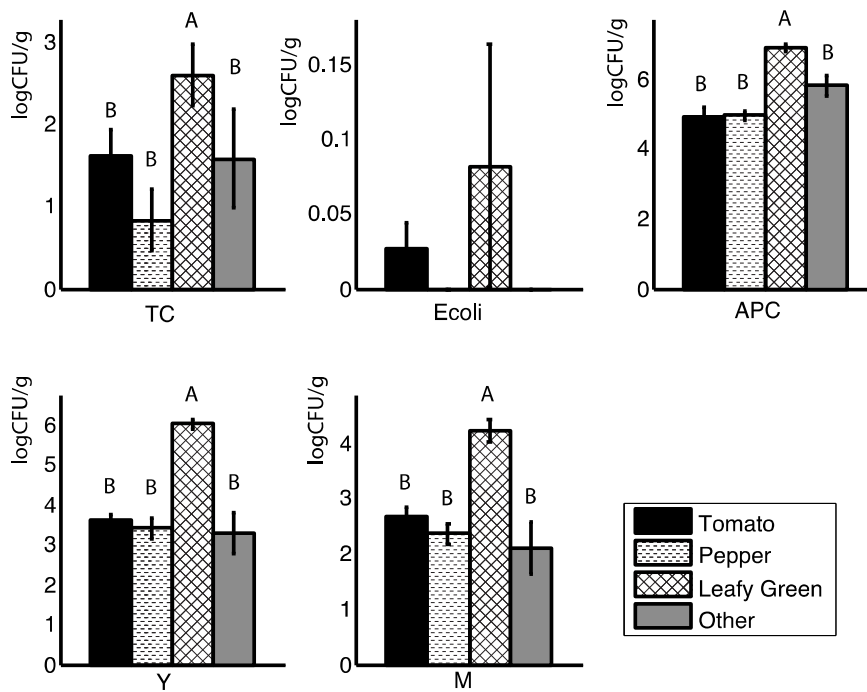 logCFU/g
3
2
1
0
B
B
A
B
TC
logCFU/g
0.15
0.1
0.05
0
Ecoli
logCFU/g
6
4
2
0
B
B
A
B
APC
logCFU/g
6
5
4
3
2
1
0
B
B
A
B
Y
logCFU/g
4
3
2
1
0
B
B
A
B
M
Tomato
Pepper
Leafy Green
Other